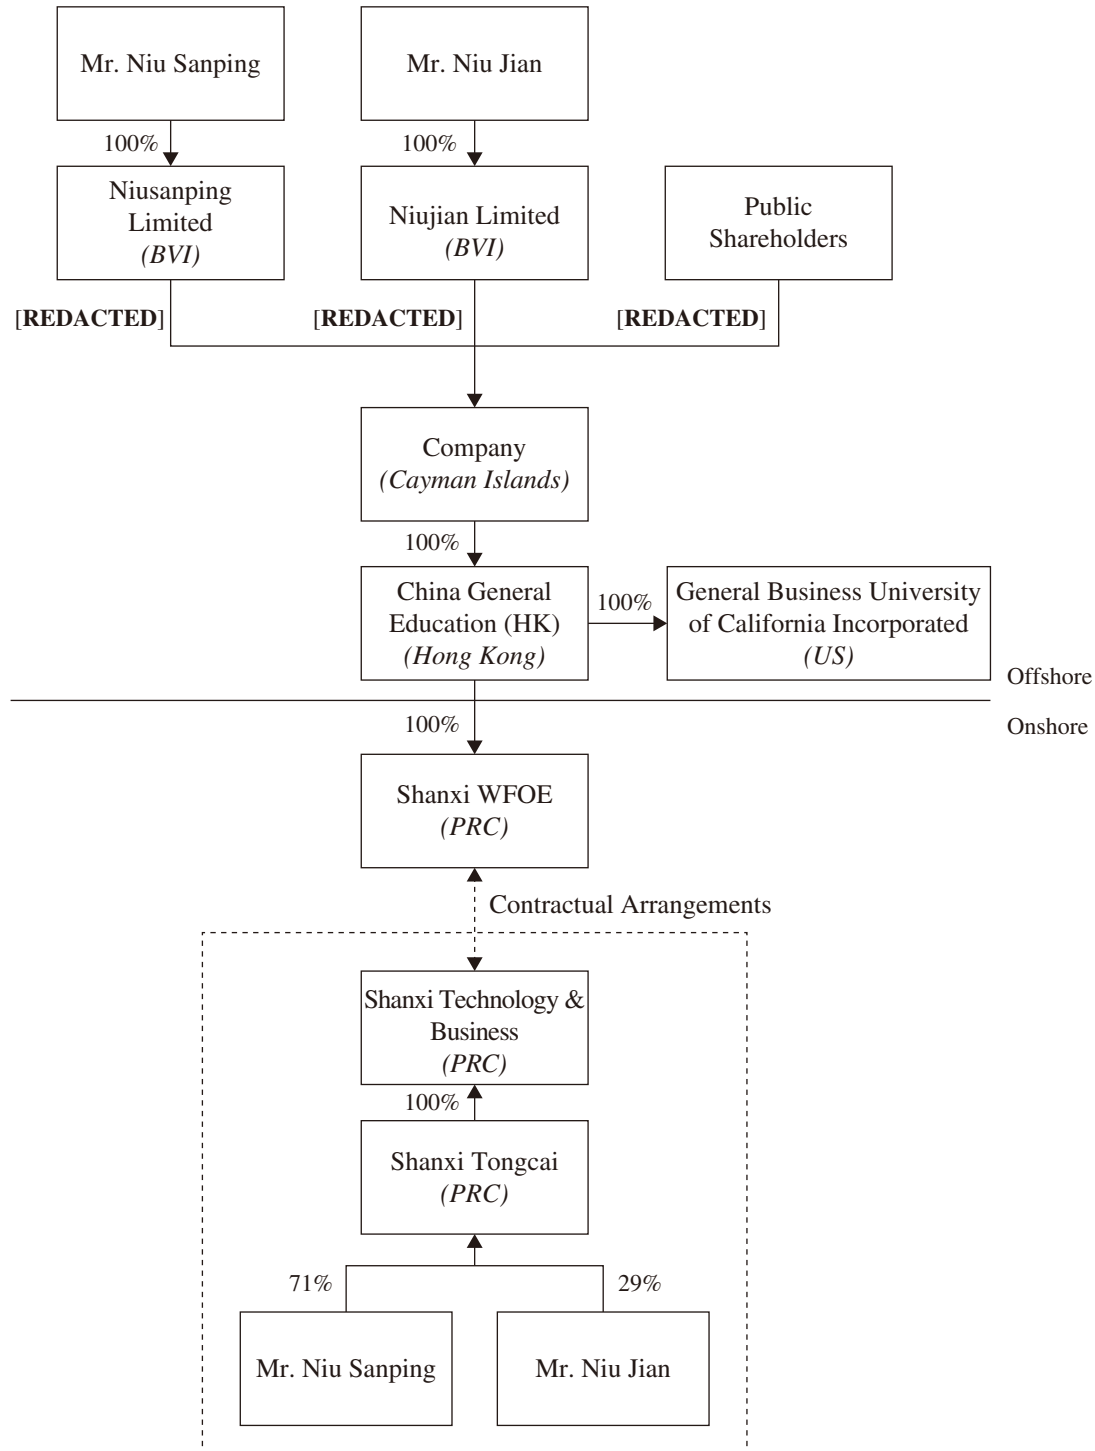 Mr. Niu Sanping
Mr. Niu Jian
100%
100%
Niusanping
Limited
(BVI)
Niujian Limited
(BVI)
Public
Shareholders
[REDACTED]
[REDACTED]
[REDACTED]
Company
(Cayman Islands)
100%
China General
Education (HK)
(Hong Kong)
100%
General Business University
of California Incorporated
(US)
Offshore
Onshore
100%
Shanxi WFOE
(PRC)
Contractual Arrangements
Shanxi Technology &
Business
(PRC)
100%
Shanxi Tongcai
(PRC)
71%
29%
Mr. Niu Sanping
Mr. Niu Jian